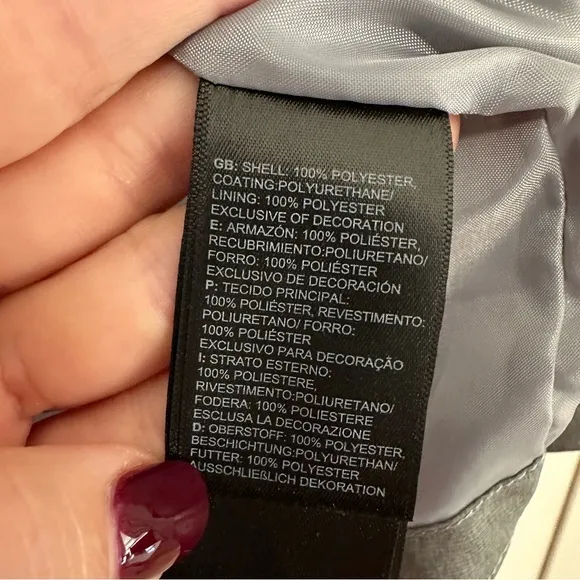 GB: SHELL: 100% POLYESTER,
COATING:POLYURETHANE/
LINING: 100% POLYESTER
EXCLUSIVE OF DECORATION
E: ARMAZÓN: 100% POLIÉSTER,
RECUBRIMIENTO:POLIURETANO/
FORRO: 100% POLIÉSTER
EXCLUSIVO DE DECORACIÓN
P: TECIDO PRINCIPAL:
100% POLIÉSTER, REVESTIMENTO:
POLIURETANO/ FORRO:
100% POLIÉSTER
EXCLUSIVO PARA DECORAÇÃO
I: STRATO ESTERNO:
100% POLIESTERE,
RIVESTIMENTO:POLIURETANO/
FODERA: 100% POLIESTERE
ESCLUSA LA DECORAZIONE
D: OBERSTOFF: 100% POLYESTER,
BESCHICHTUNG:POLYURETHAN/
FUTTER: 100% POLYESTER
AUSSCHLIEßLICH DEKORATION